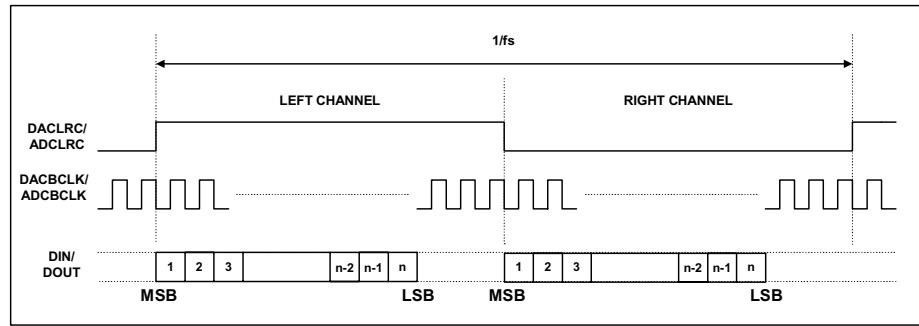 1/fs
LEFT CHANNEL RIGHT CHANNEL
DACLRC/
ADCLRC
DACBCLK/
ADCBCLK
DIN/
DOUT
1 2 3 n-2 n-1 n 1 2 3 n-2 n-1 n
MSB LSB MSB LSB